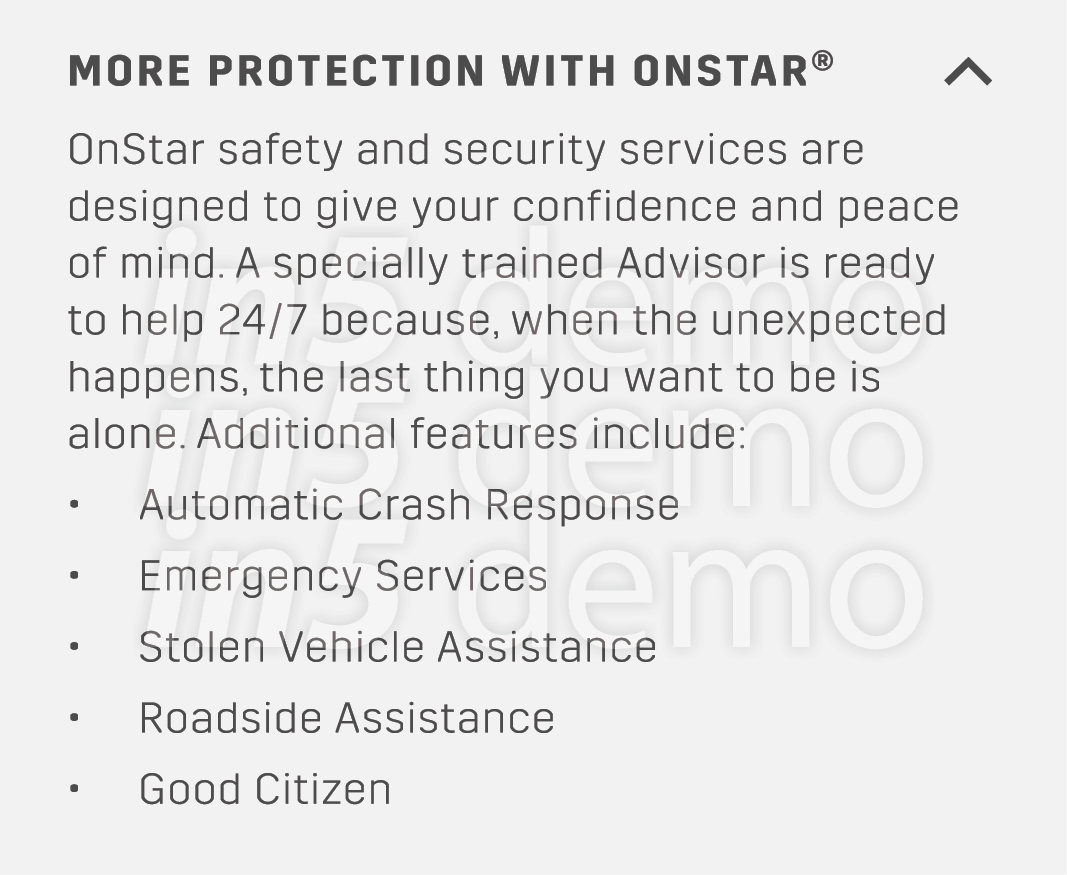 MORE PROTECTION WITH ONSTAR®
OnStar safety and security services are
designed to give your confidence and peace
of mind. A specially trained Advisor is ready
to help 24/7 because, when the unexpected
happens, the last thing you want to be is
alone. Additional features include:
• Automatic Crash Response
• Emergency Services
• Stolen Vehicle Assistance
• Roadside Assistance
• Good Citizen
in5 demo
in5 demo
in5 demo